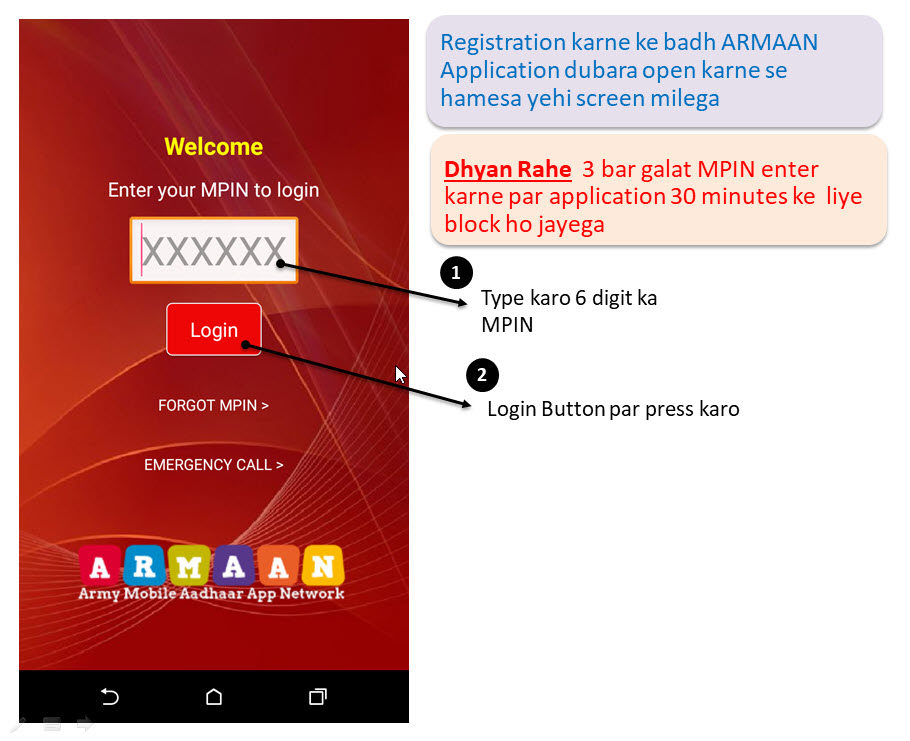 Welcome
Enter your MPIN to login
XXXXXX
Login
FORGOT MPIN >
EMERGENCY CALL >
ARMAAN
Army Mobile Aadhaar App Network
Registration karne ke badh ARMAAN
Application dubara open karne se
hamesa yehi screen milega
Dhyan Rahe 3 bar galat MPIN enter
karne par application 30 minutes ke liye
block ho jayega
1
Type karo 6 digit ka
MPIN
2
Login Button par press karo